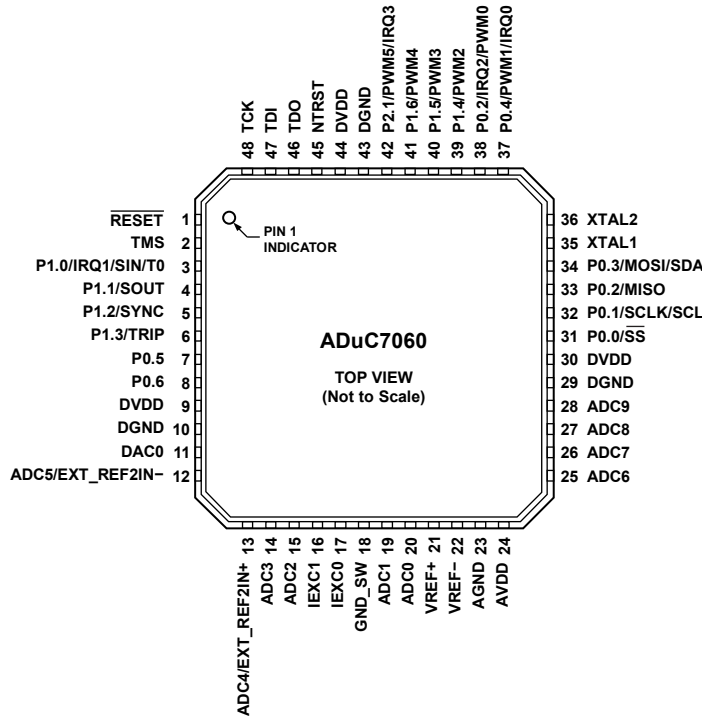 48 TCK
47 TDI
46 TDO
45 NTRST
44 DVDD
43 DGND
42 P2.1/PWM5/IRQ3
41 P1.6/PWM4
40 P1.5/PWM3
39 P1.4/PWM2
38 P0.2/IRQ2/PWM0
37 P0.4/PWM1/IRQ0
RESET 1
TMS 2
P1.0/IRQ1/SIN/T0 3
P1.1/SOUT 4
P1.2/SYNC 5
P1.3/TRIP 6
P0.5 7
P0.6 8
DVDD 9
DGND 10
DAC0 11
ADC5/EXT_REF2IN− 12
PIN 1
INDICATOR
ADuC7060
TOP VIEW
(Not to Scale)
36 XTAL2
35 XTAL1
34 P0.3/MOSI/SDA
33 P0.2/MISO
32 P0.1/SCLK/SCL
31 P0.0/SS
30 DVDD
29 DGND
28 ADC9
27 ADC8
26 ADC7
25 ADC6
ADC4/EXT_REF2IN+ 13
ADC3 14
ADC2 15
IEXC1 16
IEXC0 17
GND_SW 18
ADC1 19
ADC0 20
VREF+ 21
VREF− 22
AGND 23
AVDD 24